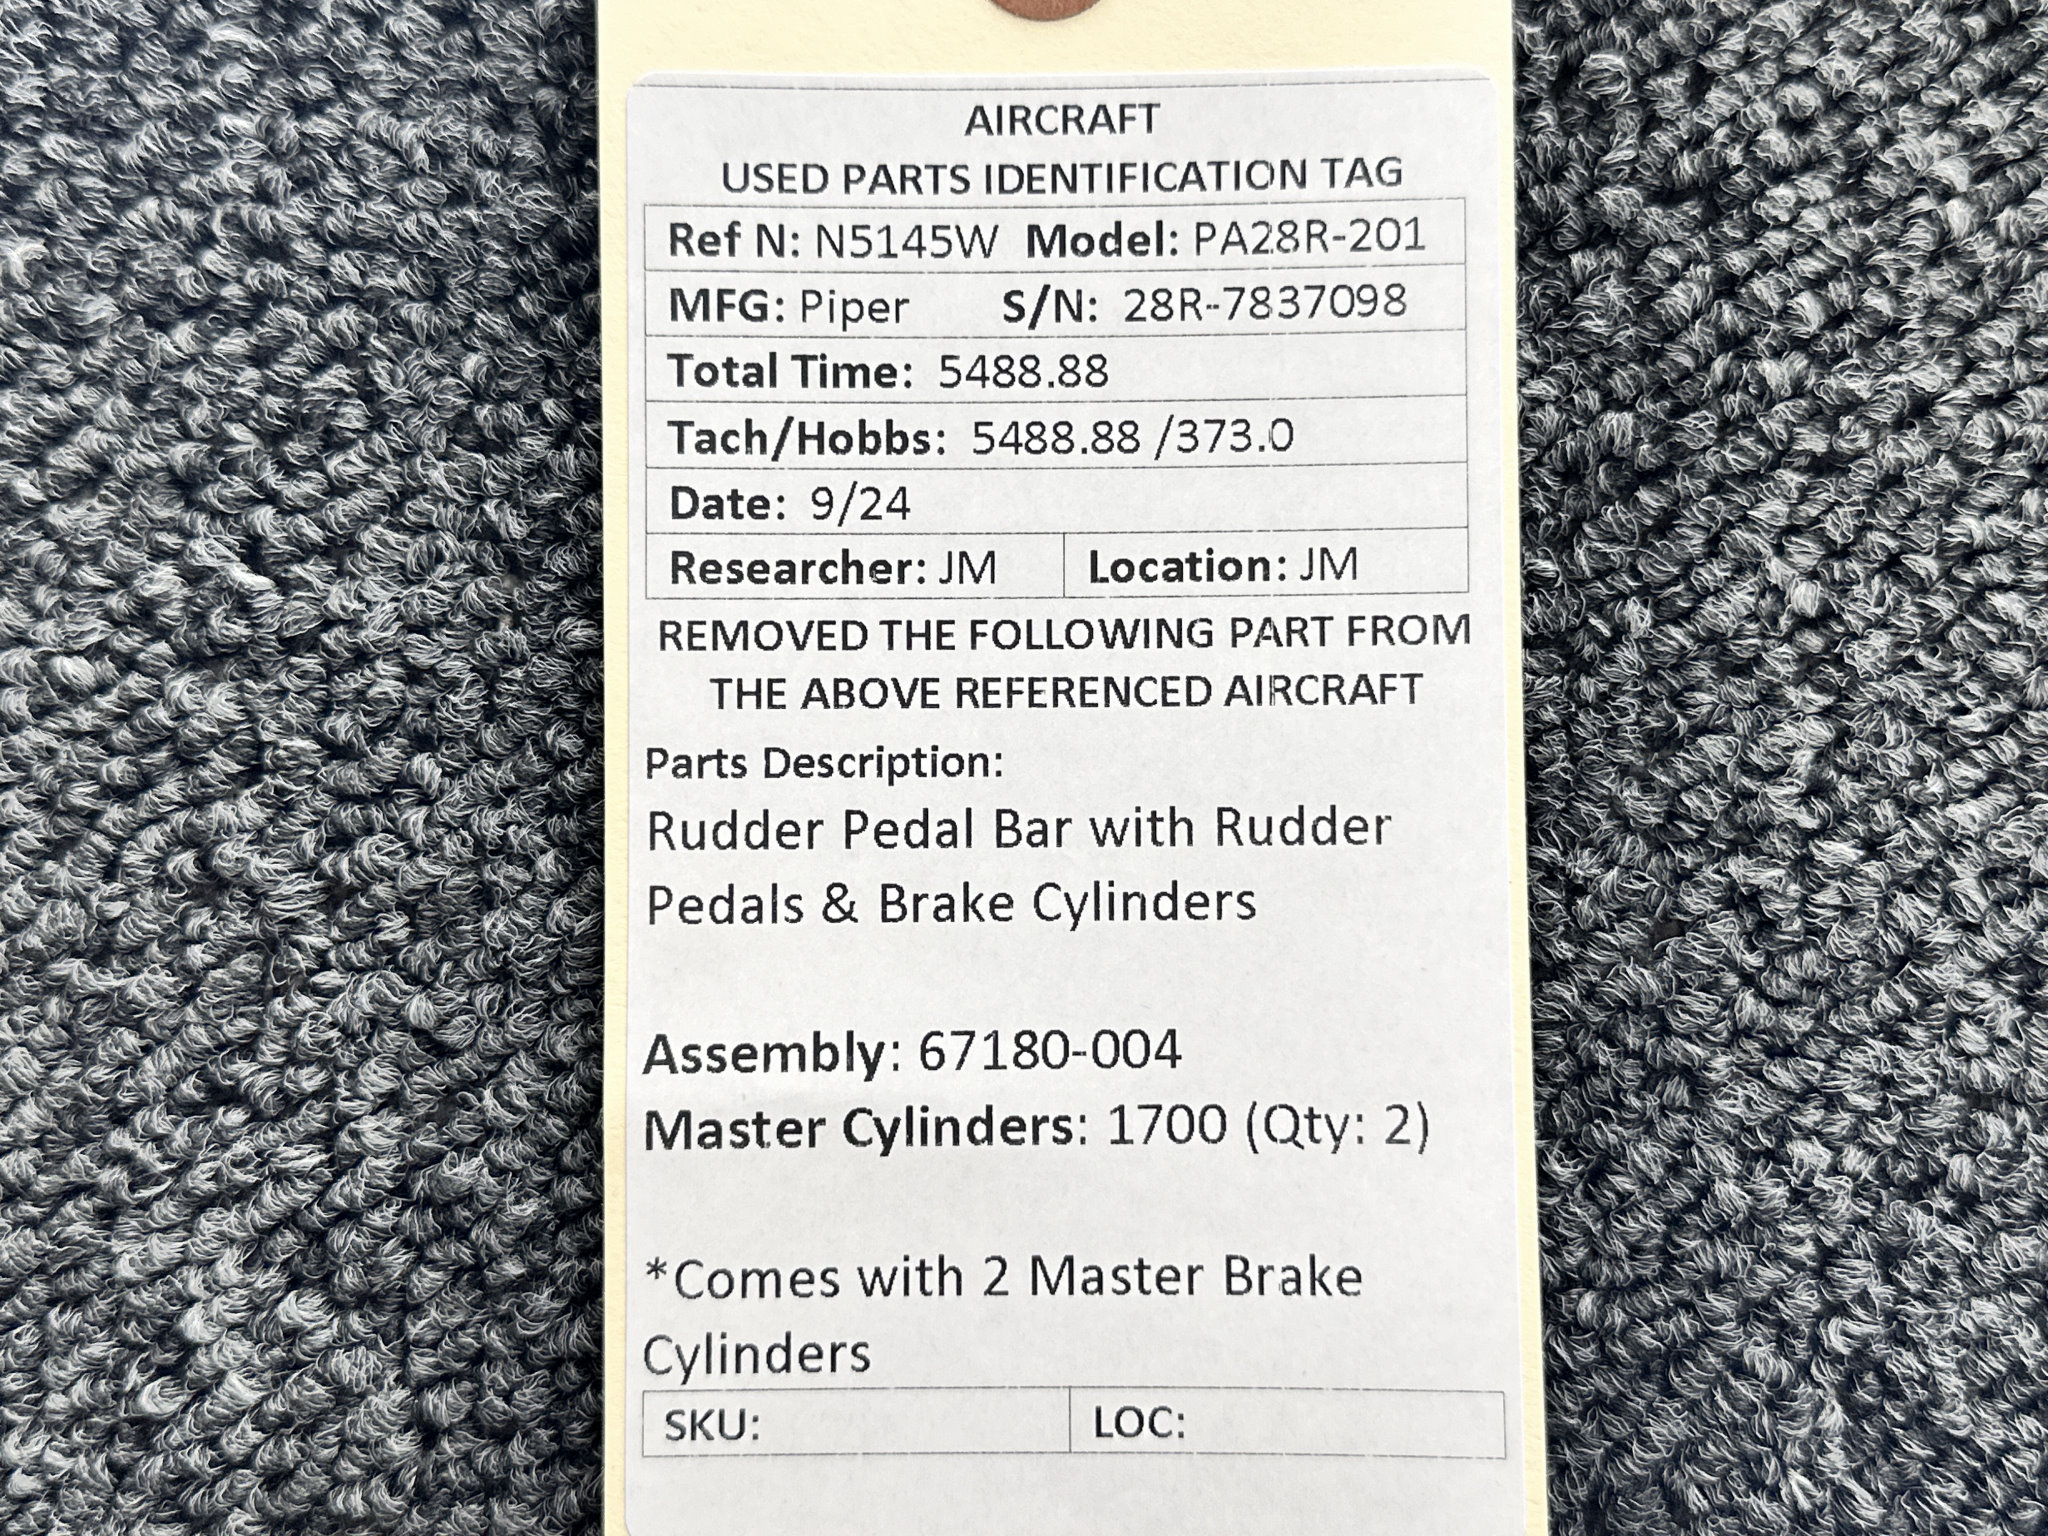 AIRCRAFT
USED PARTS IDENTIFICATION TAG
Ref N: N5145W Model: PA28R-201
MFG: Piper S/N: 28R-7837098
Total Time: 5488.88
Tach/Hobbs: 5488.88 /373.0
Date: 9/24
Researcher: JM Location: JM
REMOVED THE FOLLOWING PART FROM
THE ABOVE REFERENCED AIRCRAFT
Parts Description:
Rudder Pedal Bar with Rudder
Pedals & Brake Cylinders
Assembly: 67180-004
Master Cylinders: 1700 (Qty: 2)
*Comes with 2 Master Brake
Cylinders
SKU: LOC: